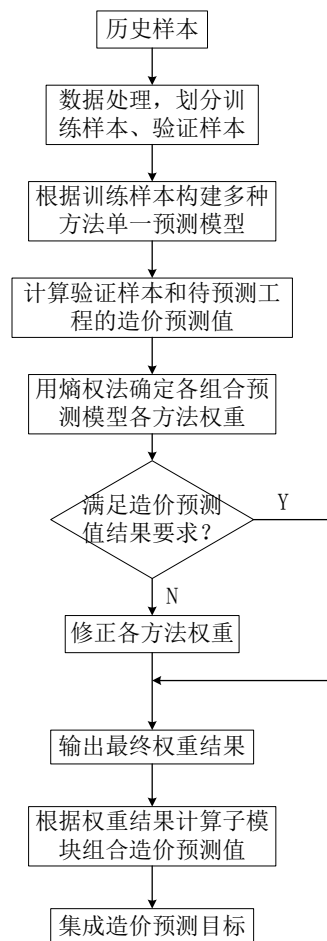 历史样本
数据处理，划分训
练样本、验证样本
根据训练样本构建多种
方法单一预测模型
计算验证样本和待预测工
程的造价预测值
用熵权法确定各组合预
测模型各方法权重
满足造价预测
值结果要求？
Y
N
修正各方法权重
输出最终权重结果
根据权重结果计算子模
块组合造价预测值
集成造价预测目标